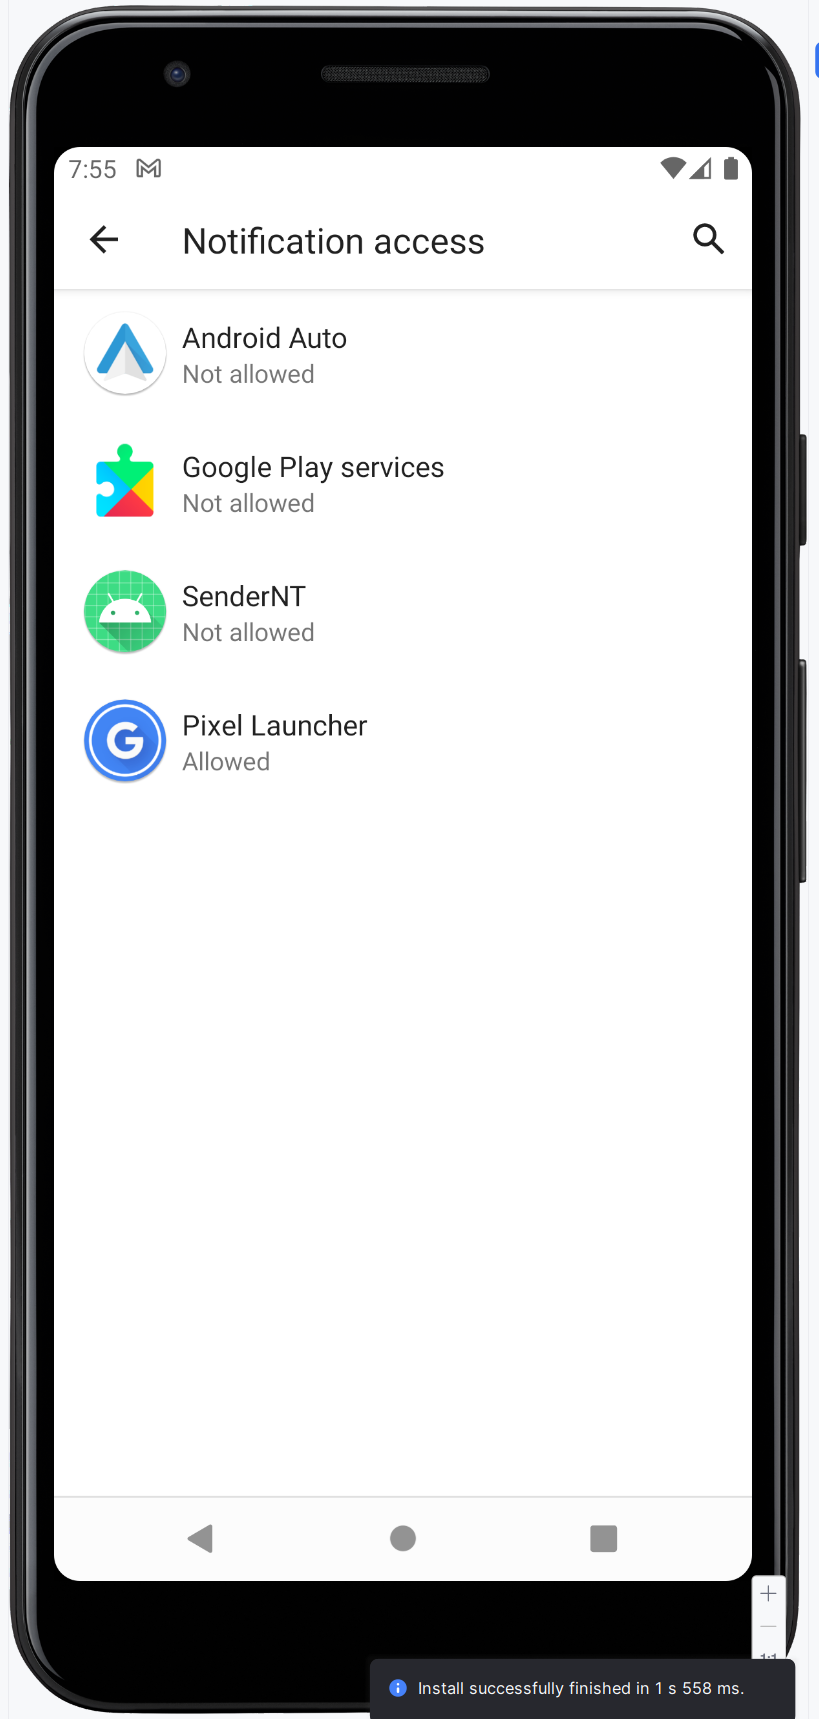 7:55
Notification access
Android Auto
Not allowed
Google Play services
Not allowed
SenderNT
Not allowed
Pixel Launcher
Allowed
Install successfully finished in 1 s 558 ms.